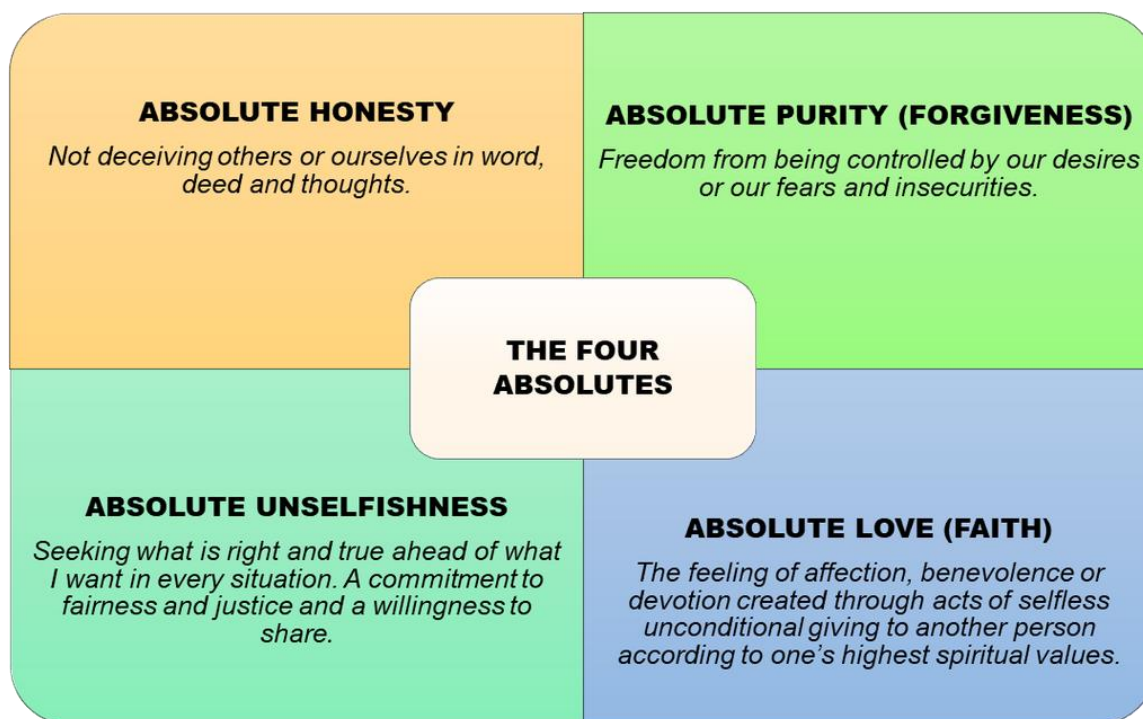 ABSOLUTE HONESTY
Not deceiving others or ourselves in word,
deed and thoughts.
ABSOLUTE PURITY (FORGIVENESS)
Freedom from being controlled by our desires
or our fears and insecurities.
THE FOUR
ABSOLUTES
ABSOLUTE UNSELFISHNESS
Seeking what is right and true ahead of what
I want in every situation. A commitment to
fairness and justice and a willingness to
share.
ABSOLUTE LOVE (FAITH)
The feeling of affection, benevolence or
devotion created through acts of selfless
unconditional giving to another person
according to one’s highest spiritual values.